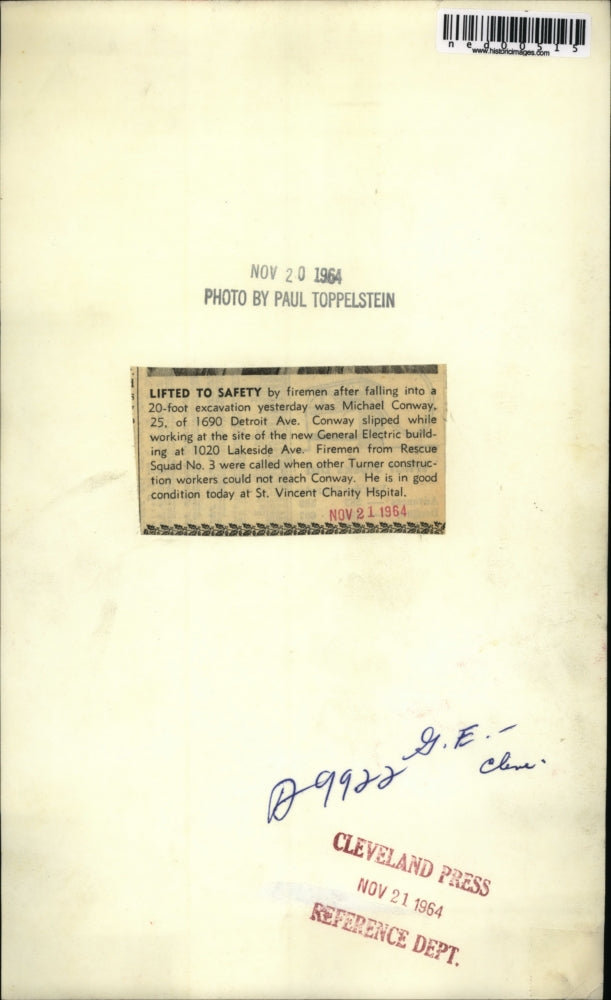 ned00515
www.historicimages.com
NOV 20 1964
PHOTO BY PAUL TOPPELSTEIN
LIFTED TO SAFETY by firemen after falling into a
20-foot excavation yesterday was Michael Conway,
25, of 1690 Detroit Ave. Conway slipped while
working at the site of the new General Electric build-
ing at 1020 Lakeside Ave. Firemen from Rescue
Squad No. 3 were called when other Turner construc-
tion workers could not reach Conway. He is in good
condition today at St. Vincent Charity Hspital.
NOV 21 1964
G. E. -
Cleve.
D-9922
CLEVELAND PRESS
NOV 21 1964
REFERENCE DEPT.